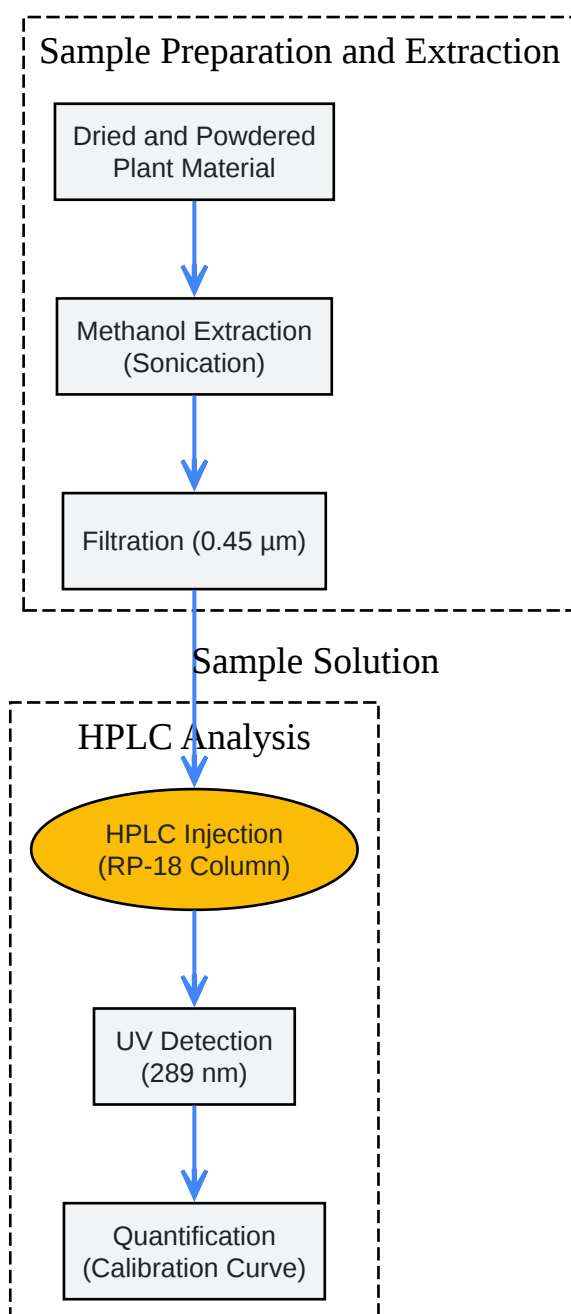 Sample Preparation and Extraction
Dried and Powdered
Plant Material
Methanol Extraction
(Sonication)
Filtration (0.45 µm)
Sample Solution
HPLC Analysis
HPLC Injection
(RP-18 Column)
UV Detection
(289 nm)
Quantification
(Calibration Curve)